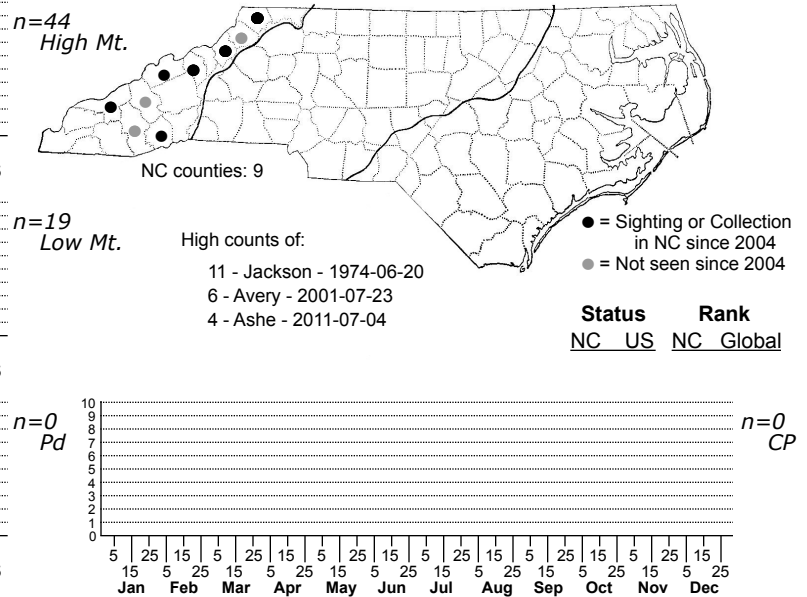 n=44
High Mt.
NC counties: 9
n=19
Low Mt.
High counts of:
11 - Jackson - 1974-06-20
6 - Avery - 2001-07-23
4 - Ashe - 2011-07-04
= Sighting or Collection
in NC since 2004
= Not seen since 2004
Status Rank
NC US NC Global
n=0
Pd
n=0
CP
10
9
8
7
6
5
4
3
2
1
0
5 25 15 5 25 15 5 25 15 5 25 15 5 25 15 5 25 15
15 5 25 15 5 25 15 5 25 15 5 25 15 5 25 15 5 25
Jan Feb Mar Apr May Jun Jul Aug Sep Oct Nov Dec